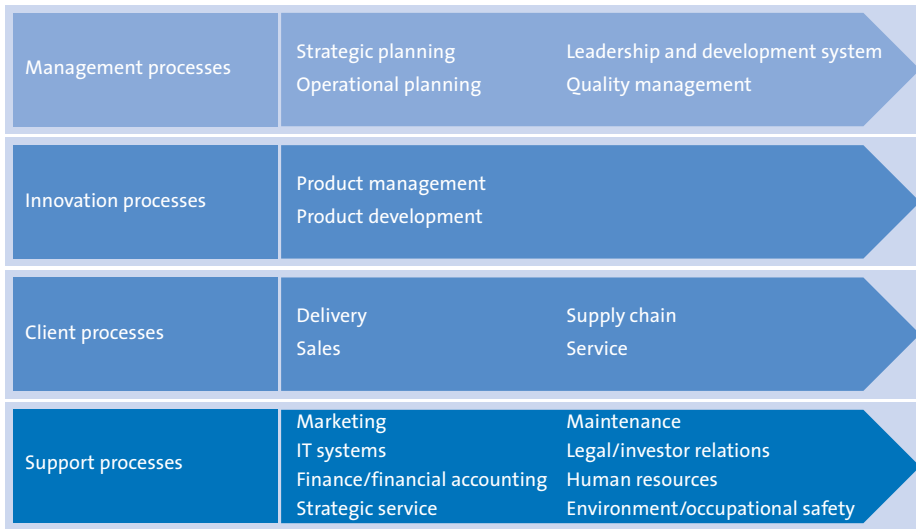 Management processes
Strategic planning
Operational planning
Leadership and development system
Quality management
Innovation processes
Product management
Product development
Client processes
Delivery
Sales
Supply chain
Service
Support processes
Marketing
IT systems
Finance/financial accounting
Strategic service
Maintenance
Legal/investor relations
Human resources
Environment/occupational safety